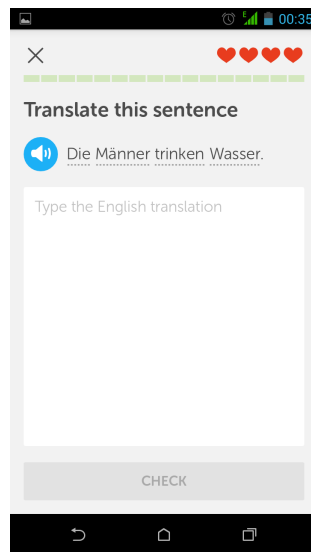 E 00:35
Translate this sentence
Die Männer trinken Wasser.
Type the English translation
CHECK